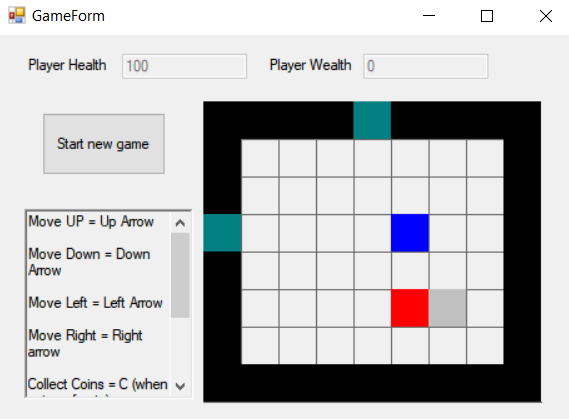 GameForm
Player Health 100 Player Wealth 0
Start new game
Move UP = Up Arrow
Move Down = Down
Arrow
Move Left = Left Arrow
Move Right = Right
arrow
Collect Coins = C (when